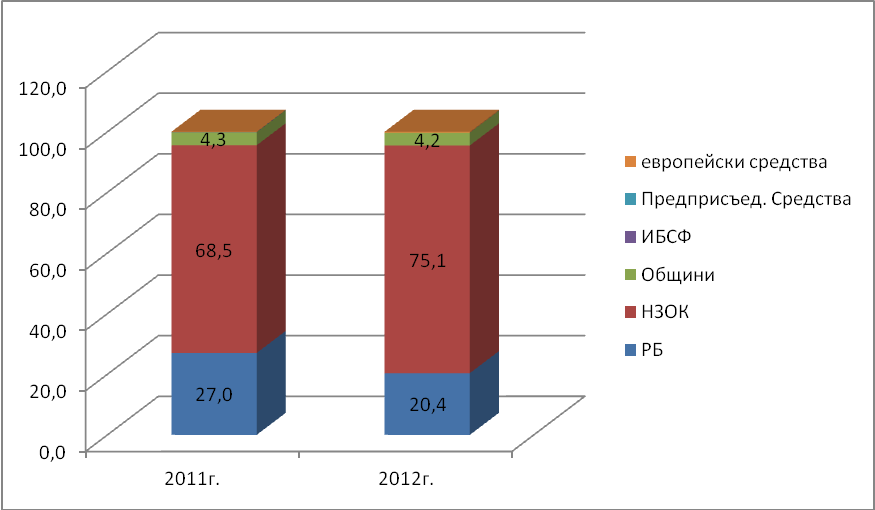 120,0
100,0
80,0
60,0
40,0
20,0
0,0
4,3
4,2
68,5
75,1
27,0
20,4
2011г.
2012г.
европейски средства
Предприсъед. Средства
ИБСФ
Общини
НЗОК
РБ